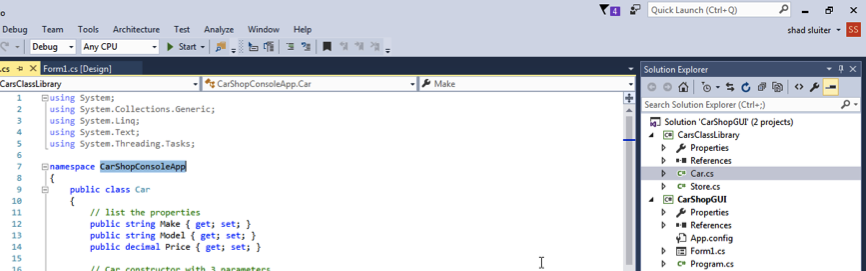 o
4
Quick Launch (Ctrl+Q)
Debug Team Tools Architecture Test Analyze Window Help
shad sluiter
SS
Debug Any CPU Start
.cs Form1.cs [Design]
CarsClassLibrary CarShopConsoleApp.Car Make
1 using System;
2 using System.Collections.Generic;
3 using System.Linq;
4 using System.Text;
5 using System.Threading.Tasks;
6
7 namespace CarShopConsoleApp
8 {
9 public class Car
10 {
11 // list the properties
12 public string Make { get; set; }
13 public string Model { get; set; }
14 public decimal Price { get; set; }
15
16 // Car constructor with 3 parameters
Solution Explorer
Search Solution Explorer (Ctrl+;)
Solution 'CarShopGUI' (2 projects)
CarsClassLibrary
Properties
References
C# Car.cs
C# Store.cs
C# CarShopGUI
Properties
References
App.config
Form1.cs
C# Program.cs